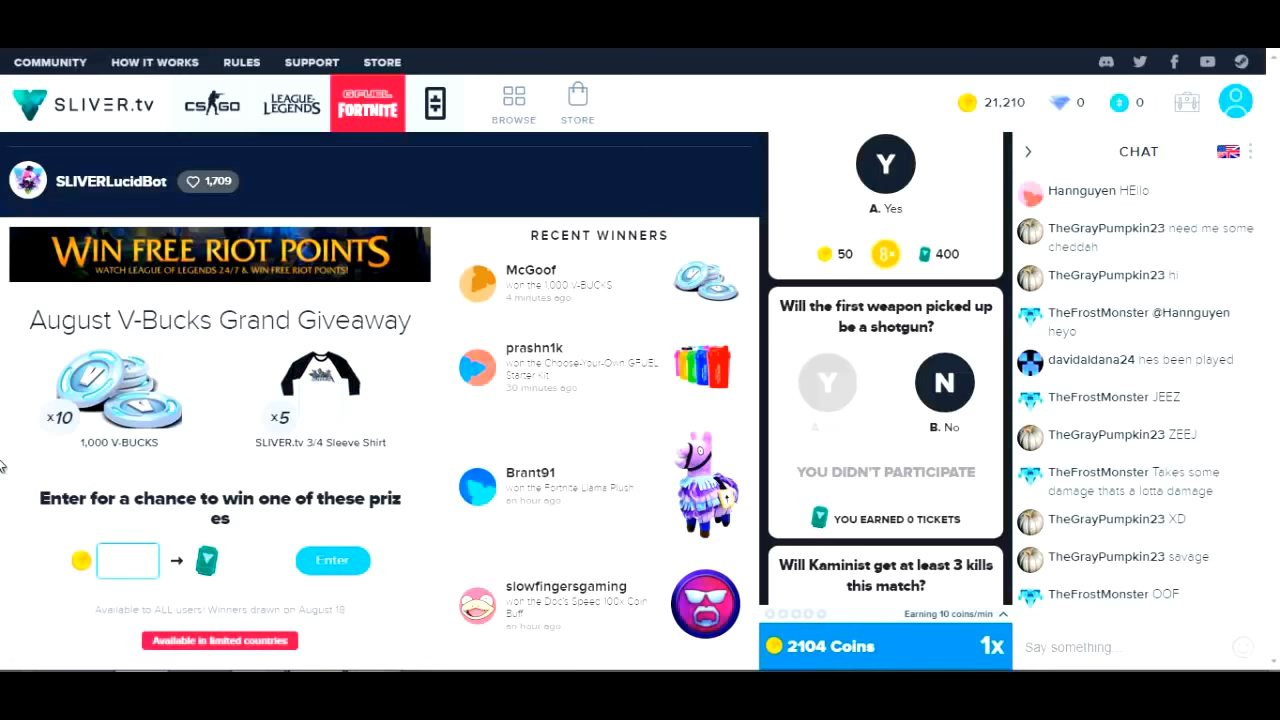 COMMUNITY HOW IT WORKS RULES SUPPORT STORE
SLIVER.tv CS GO LEAGUE OF LEGENDS GFUEL FORTNITE BROWSE STORE 21,210 0 0
SLIVERLucidBot 1,709
WIN FREE RIOT POINTS
WATCH LEAGUE OF LEGENDS 24/7 & WIN FREE RIOT POINTS!
August V-Bucks Grand Giveaway
x10
1,000 V-BUCKS
x5
SLIVER.tv 3/4 Sleeve Shirt
Enter for a chance to win one of these priz
es
Enter
Available to ALL users! Winners drawn on August 18
Available in limited countries
RECENT WINNERS
McGoof
won the 1,000 V-BUCKS
4 minutes ago
prashn1k
won the Choose-Your-Own GFUEL
Starter Kit
30 minutes ago
Brant91
won the Fortnite Llama Plush
an hour ago
slowfingersgaming
won the Doc's Speed 100x Coin
Buff
an hour ago
Y
A. Yes
50 8x 400
Will the first weapon picked up
be a shotgun?
Y N
A. B. No
YOU DIDN'T PARTICIPATE
YOU EARNED 0 TICKETS
Will Kaminist get at least 3 kills
this match?
Earning 10 coins/min
2104 Coins 1x
CHAT
Hannguyen HEllo
TheGrayPumpkin23 need me some
cheddah
TheGrayPumpkin23 hi
TheFrostMonster @Hannguyen
heyo
davidaldana24 hes been played
TheFrostMonster JEEZ
TheGrayPumpkin23 ZEEJ
TheFrostMonster Takes some
damage thats a lotta damage
TheGrayPumpkin23 XD
TheGrayPumpkin23 savage
TheFrostMonster OOF
Say something...